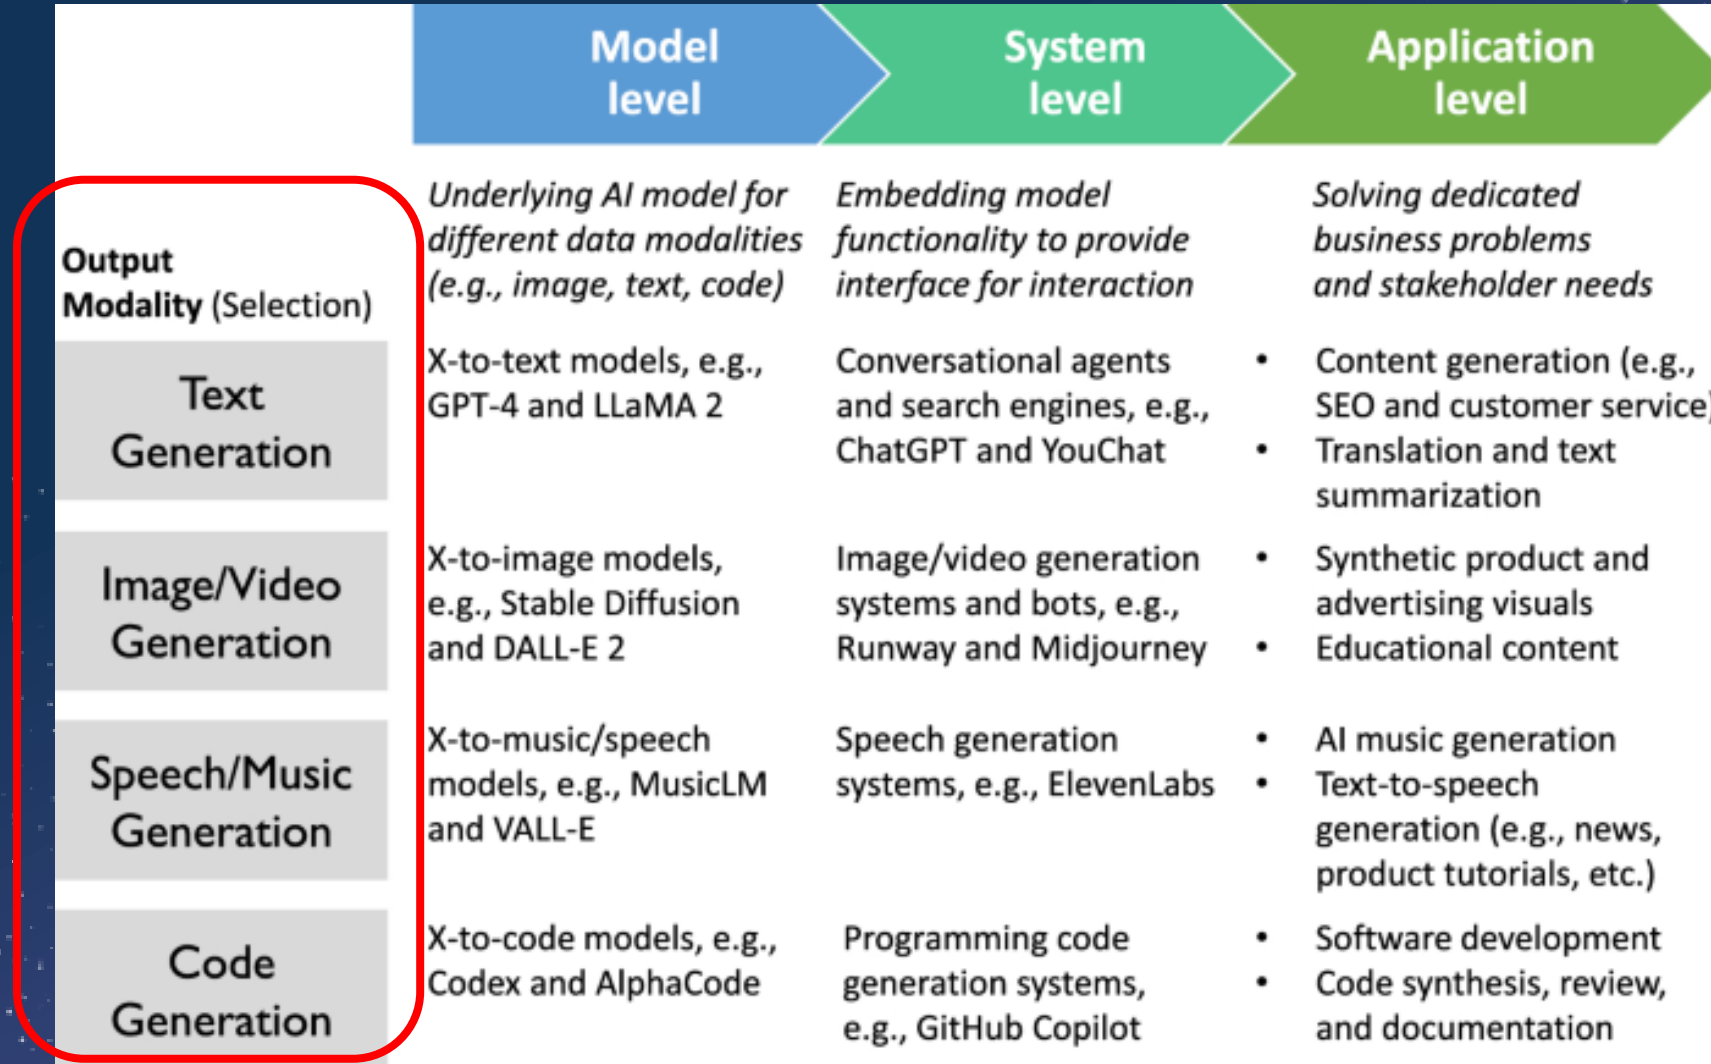 Model
level
System
level
Application
level
Output
Modality (Selection)
Underlying AI model for
different data modalities
(e.g., image, text, code)
Embedding model
functionality to provide
interface for interaction
Solving dedicated
business problems
and stakeholder needs
Text
Generation
X-to-text models, e.g.,
GPT-4 and LLaMA 2
Conversational agents
and search engines, e.g.,
ChatGPT and YouChat
• Content generation (e.g.,
SEO and customer service)
• Translation and text
summarization
Image/Video
Generation
X-to-image models,
e.g., Stable Diffusion
and DALL-E 2
Image/video generation
systems and bots, e.g.,
Runway and Midjourney
• Synthetic product and
advertising visuals
• Educational content
Speech/Music
Generation
X-to-music/speech
models, e.g., MusicLM
and VALL-E
Speech generation
systems, e.g., ElevenLabs
• AI music generation
• Text-to-speech
generation (e.g., news,
product tutorials, etc.)
Code
Generation
X-to-code models, e.g.,
Codex and AlphaCode
Programming code
generation systems,
e.g., GitHub Copilot
• Software development
• Code synthesis, review,
and documentation